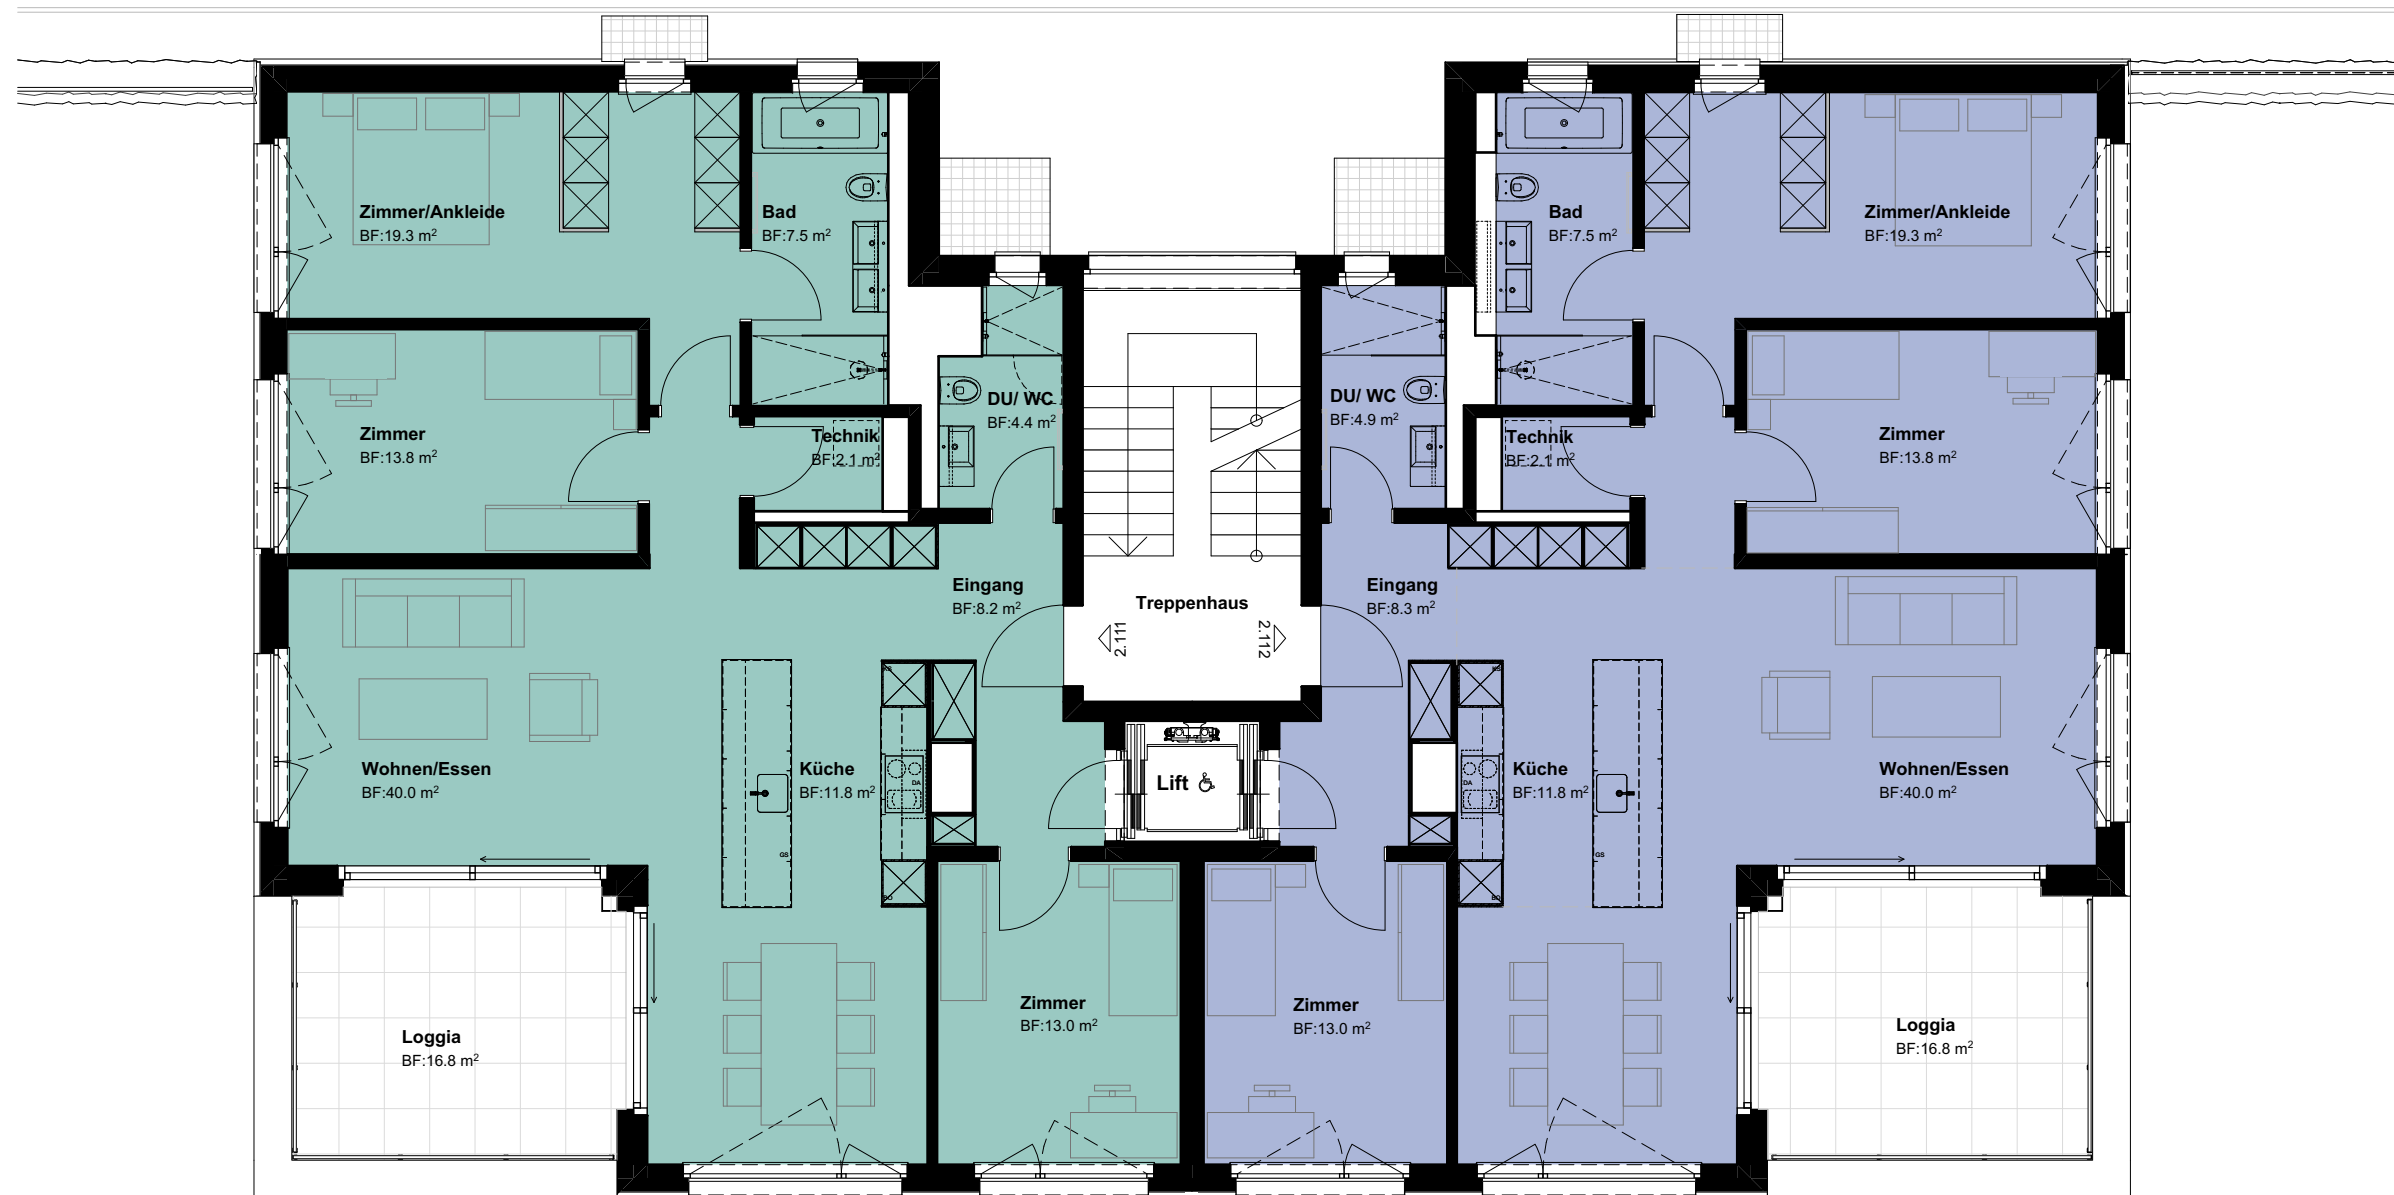 Zimmer/Ankleide
BF:19.3 m²
Bad
BF:7.5 m²
Bad
BF:7.5 m²
Zimmer/Ankleide
BF:19.3 m²
Zimmer
BF:13.8 m²
Technik
BF:2.1 m²
DU/ WC
BF:4.4 m²
DU/ WC
BF:4.9 m²
Technik
BF:2.1 m²
Zimmer
BF:13.8 m²
Eingang
BF:8.2 m²
Treppenhaus
2.111
2.112
Eingang
BF:8.3 m²
Wohnen/Essen
BF:40.0 m²
Küche
BF:11.8 m²
DA
GS
Lift
Küche
BF:11.8 m²
DA
GS
Wohnen/Essen
BF:40.0 m²
Loggia
BF:16.8 m²
Zimmer
BF:13.0 m²
Zimmer
BF:13.0 m²
Loggia
BF:16.8 m²